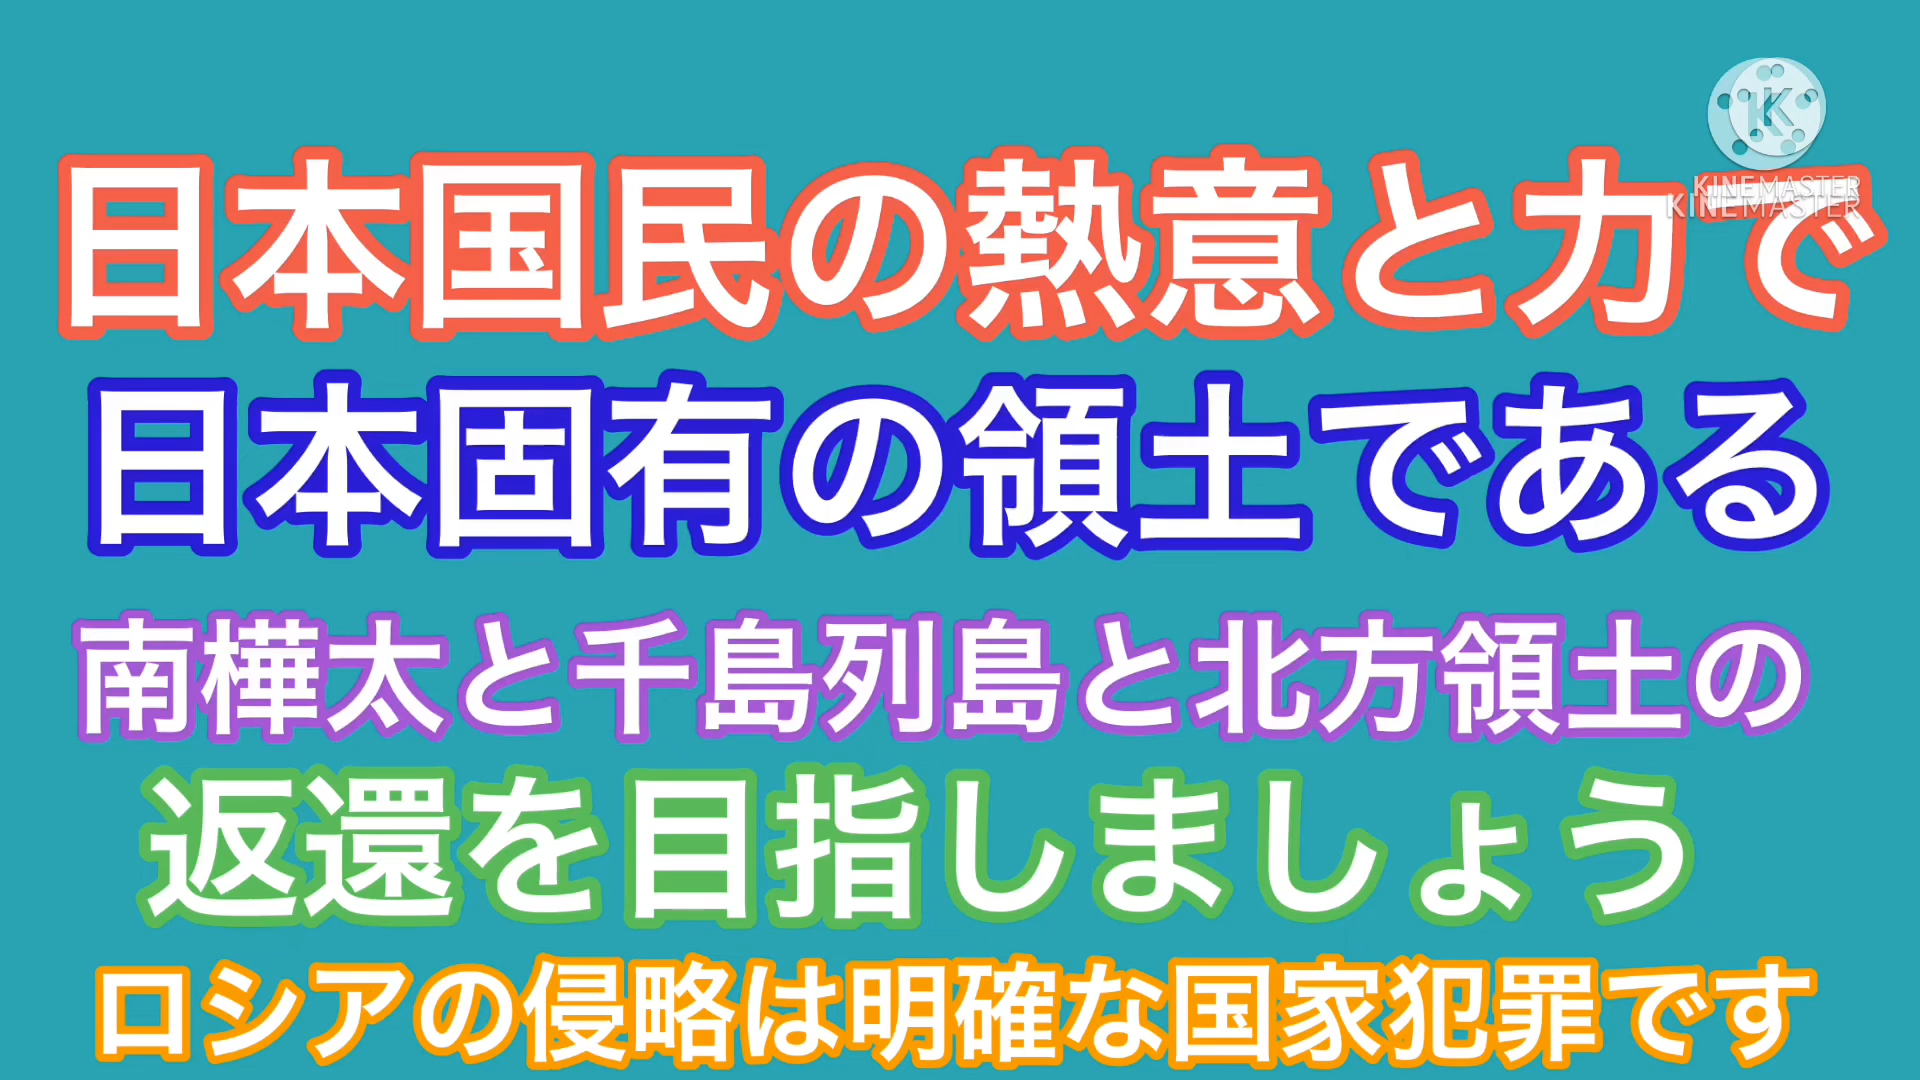 日本国民の熱意と力で
日本固有の領土である
南樺太と千島列島と北方領土の
返還を目指しましょう
ロシアの侵略は明確な国家犯罪です
KINEMASTER
KINEMASTER